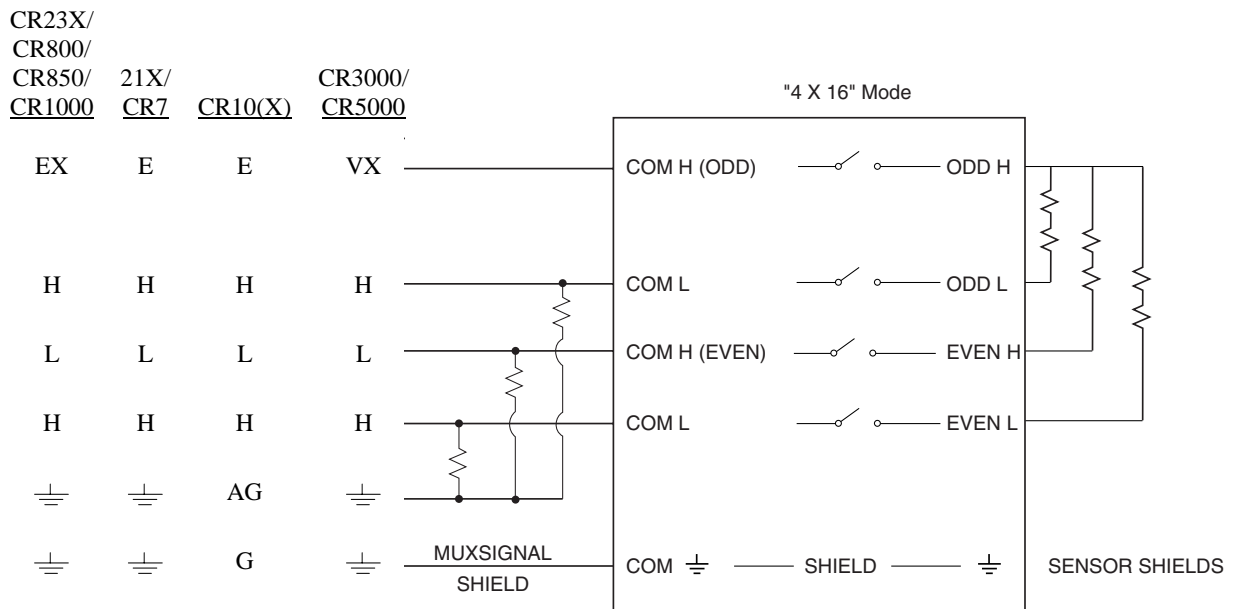 CR23X/
CR800/
CR850/ 21X/ CR3000/
CR1000 CR7 CR10(X) CR5000
"4 X 16" Mode
EX E E VX COM H (ODD) ODD H
H H H H COM L ODD L
L L L L COM H (EVEN) EVEN H
H H H H COM L EVEN L
AG
G MUXSIGNAL COM SHIELD SENSOR SHIELDS
SHIELD